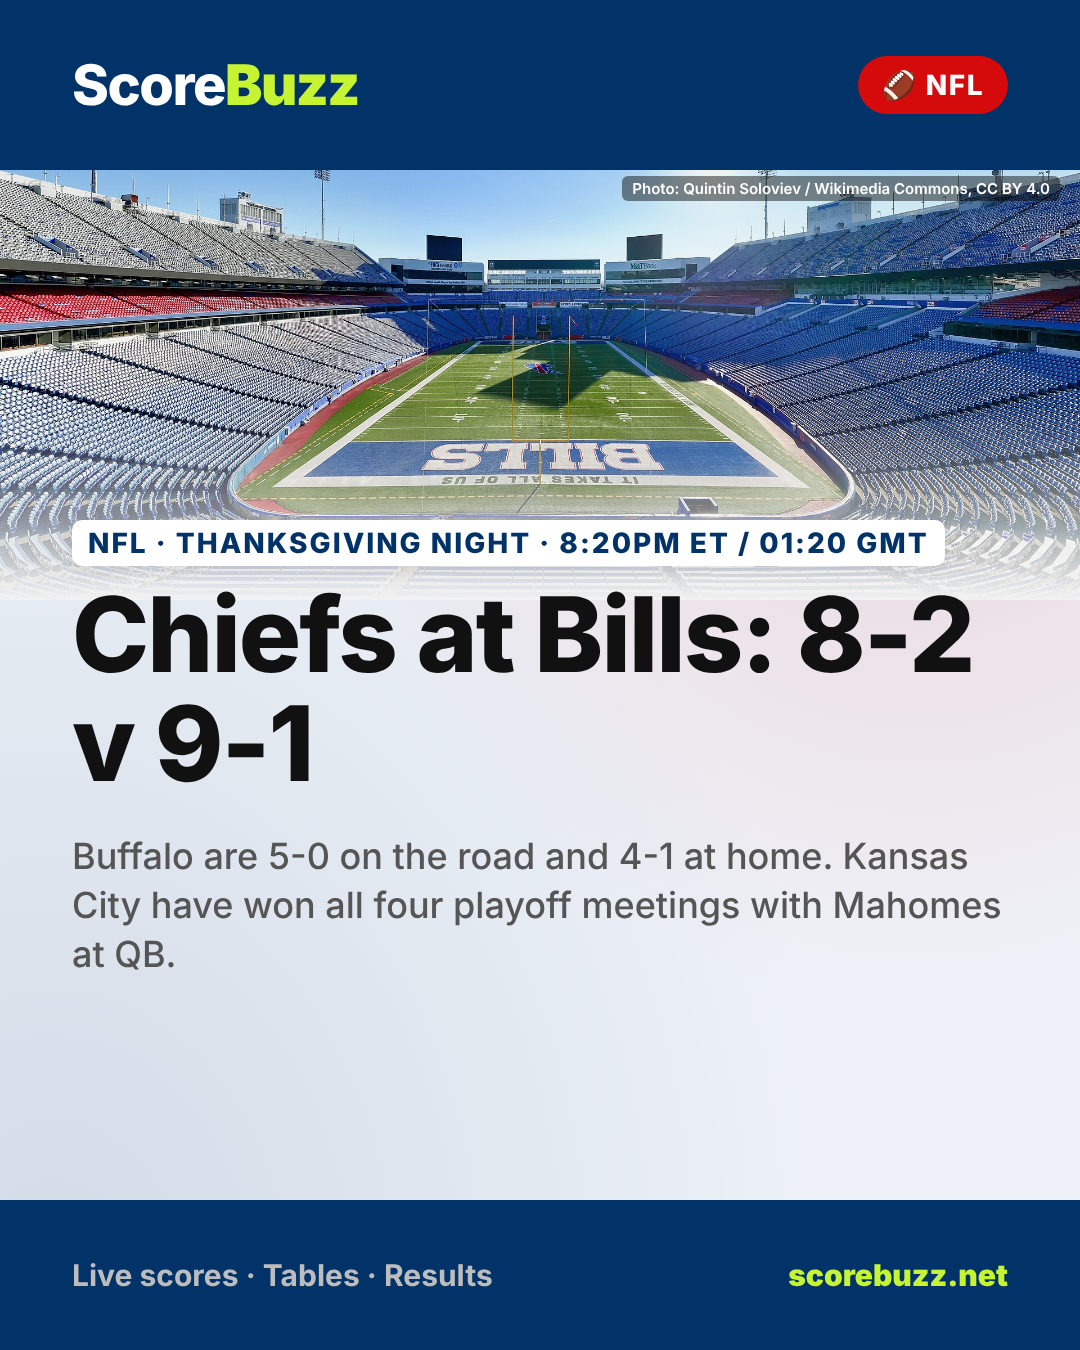 ScoreBuzz
🏈 NFL
Photo: Quintin Soloviev / Wikimedia Commons, CC BY 4.0
M&T Bank
BILLS
IT TAKES ALL OF US
NFL · THANKSGIVING NIGHT · 8:20PM ET / 01:20 GMT
Chiefs at Bills: 8-2
v 9-1
Buffalo are 5-0 on the road and 4-1 at home. Kansas
City have won all four playoff meetings with Mahomes
at QB.
Live scores · Tables · Results
scorebuzz.net